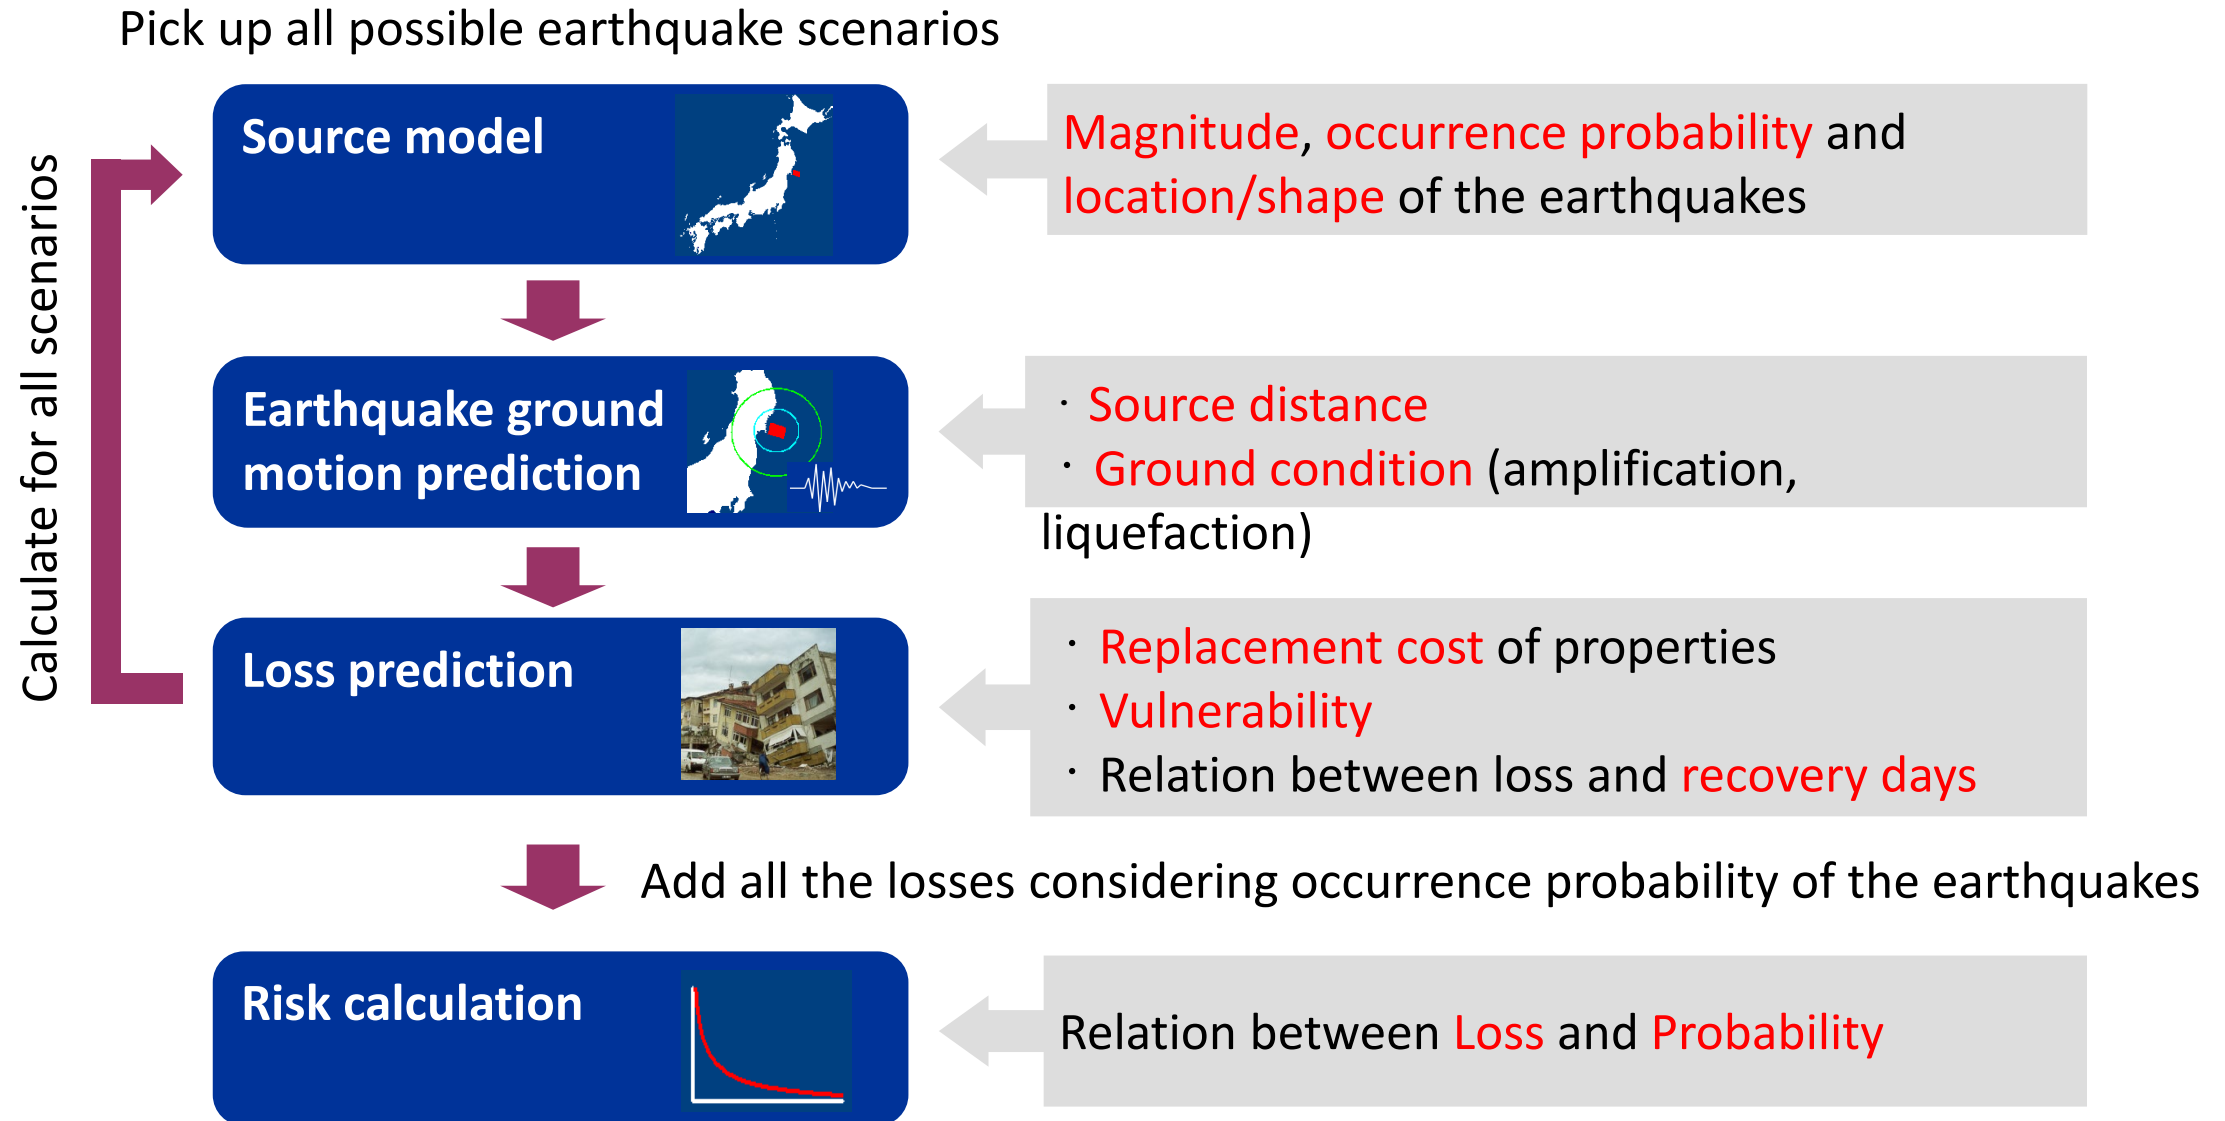 Pick up all possible earthquake scenarios
Calculate for all scenarios
Source model
Magnitude, occurrence probability and
location/shape of the earthquakes
Earthquake ground
motion prediction
・Source distance
・Ground condition (amplification,
liquefaction)
Loss prediction
・Replacement cost of properties
・Vulnerability
・Relation between loss and recovery days
Add all the losses considering occurrence probability of the earthquakes
Risk calculation
Relation between Loss and Probability